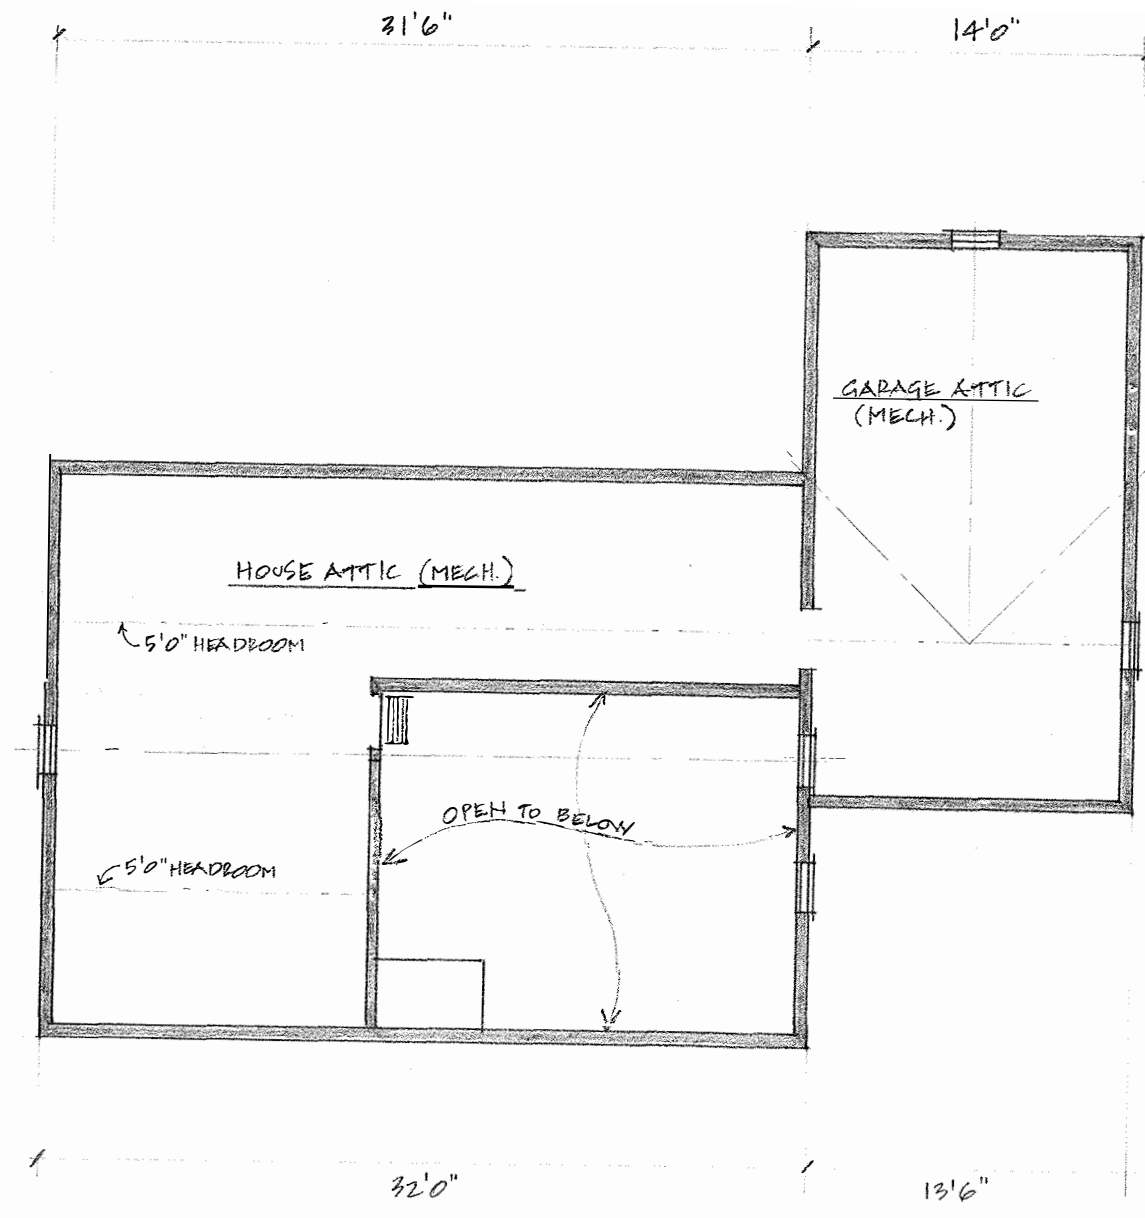 31'6"
14'0"
GARAGE ATTIC
(MECH.)
HOUSE ATTIC (MECH.)
5'0" HEADROOM
OPEN TO BELOW
5'0" HEADROOM
32'0"
13'6"